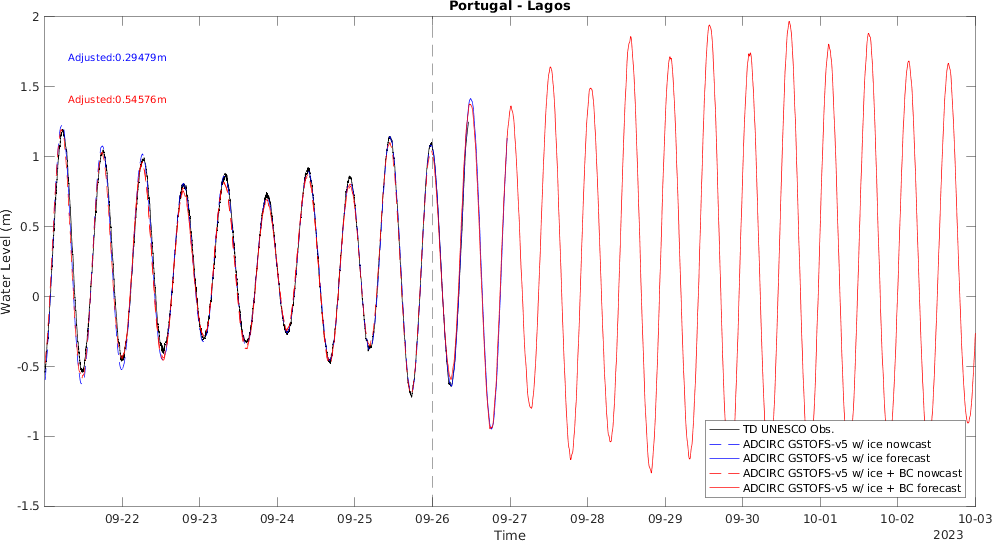 Portugal - Lagos
Adjusted:0.29479m
Adjusted:0.54576m
Water Level (m)
2
1.5
1
0.5
0
-0.5
-1
-1.5
TD UNESCO Obs.
ADCIRC GSTOFS-v5 w/ ice nowcast
ADCIRC GSTOFS-v5 w/ ice forecast
ADCIRC GSTOFS-v5 w/ ice + BC nowcast
ADCIRC GSTOFS-v5 w/ ice + BC forecast
09-22 09-23 09-24 09-25 09-26 09-27 09-28 09-29 09-30 10-01 10-02 10-03
Time
2023